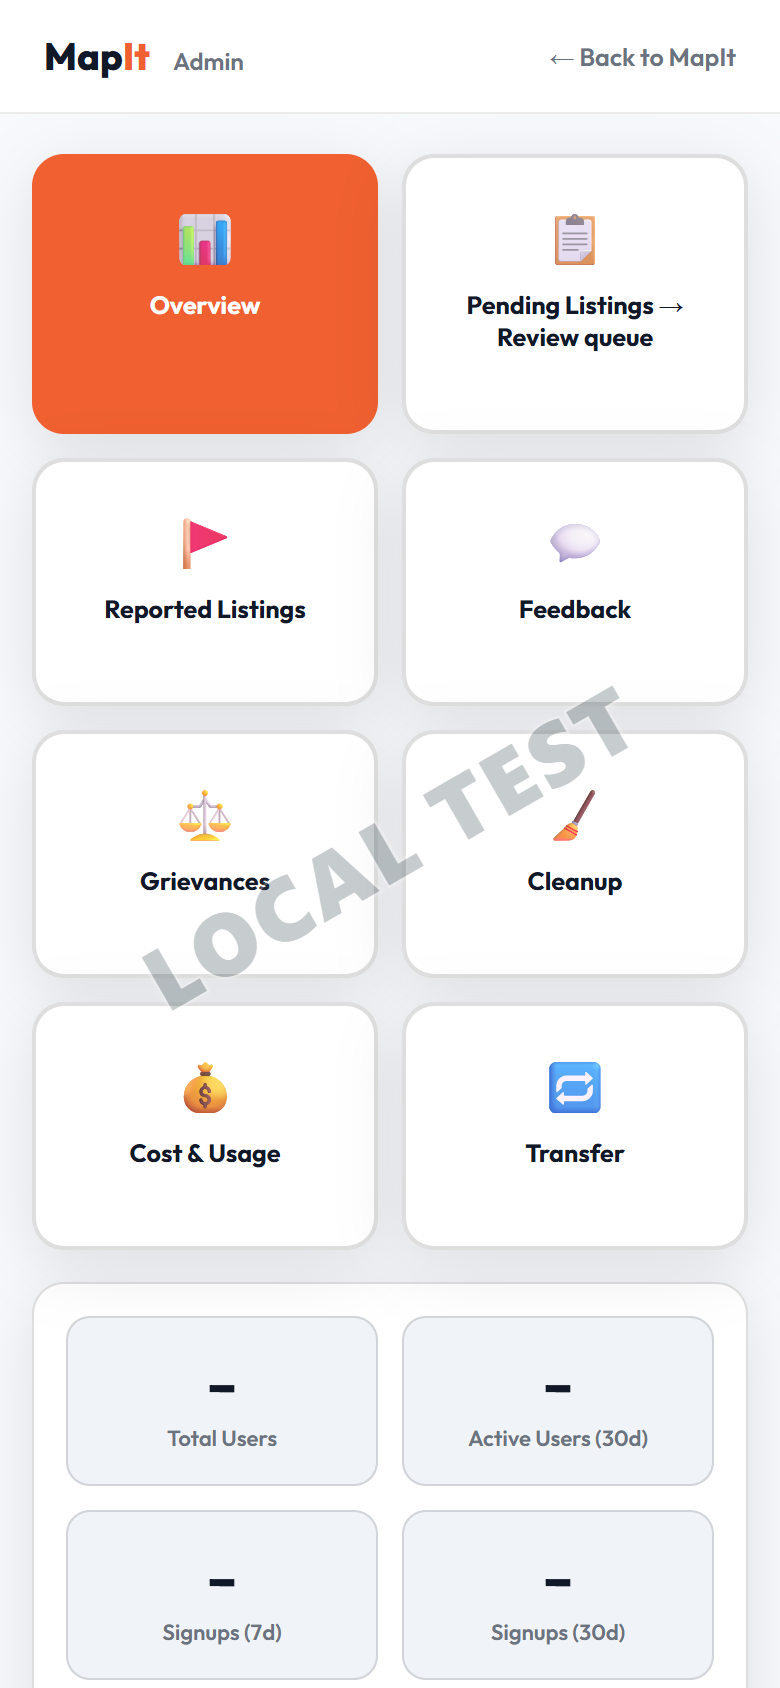 MapIt Admin ← Back to MapIt
Overview
Pending Listings →
Review queue
Reported Listings
Feedback
Grievances
Cleanup
LOCAL TEST
Cost & Usage
Transfer
–
Total Users
–
Active Users (30d)
–
Signups (7d)
–
Signups (30d)